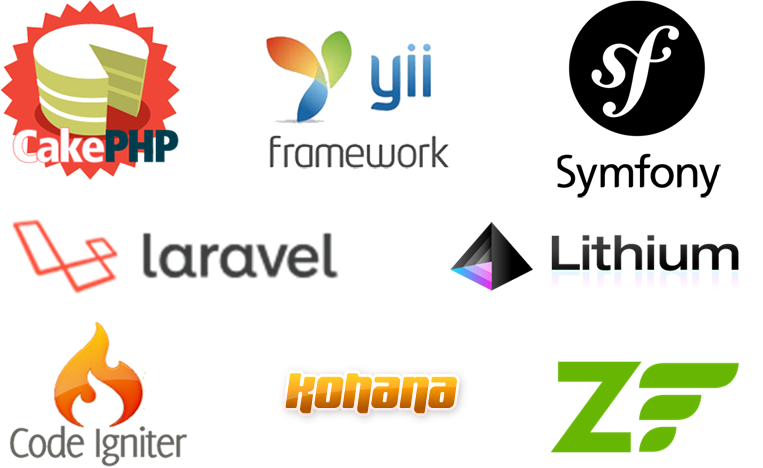 CakePHP
yii
framework
sf
Symfony
laravel
Lithium
Code Igniter
kohana
ZF